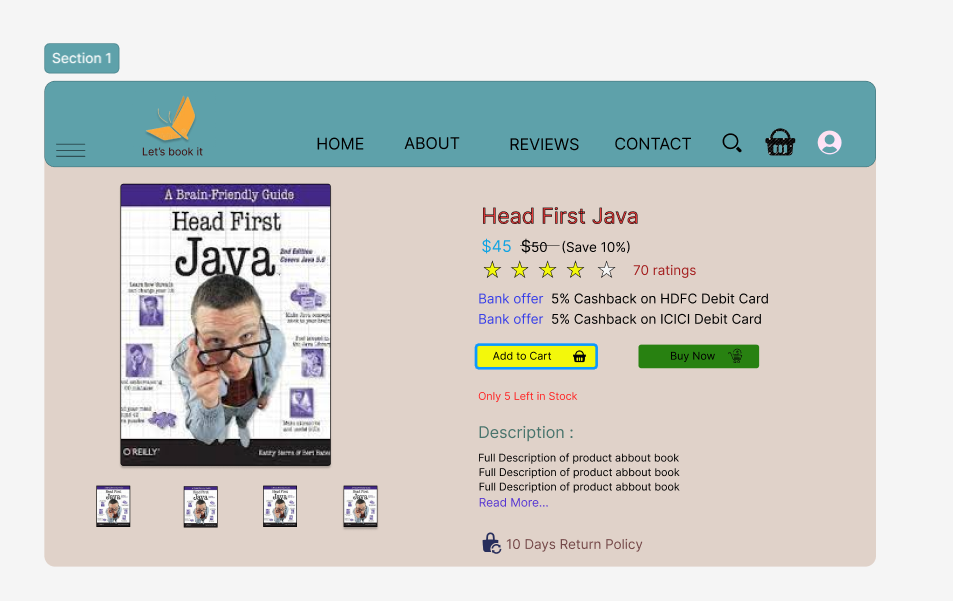 Section 1
Let's book it
HOME ABOUT REVIEWS CONTACT
A Brain-Friendly Guide
Head First
Java
2nd Edition
Covers Java 5.0
O'REILLY
Head First Java
$45 $50 (Save 10%)
70 ratings
Bank offer 5% Cashback on HDFC Debit Card
Bank offer 5% Cashback on ICICI Debit Card
Add to Cart
Buy Now
Only 5 Left in Stock
Description :
Full Description of product abbout book
Full Description of product abbout book
Full Description of product abbout book
Read More...
10 Days Return Policy